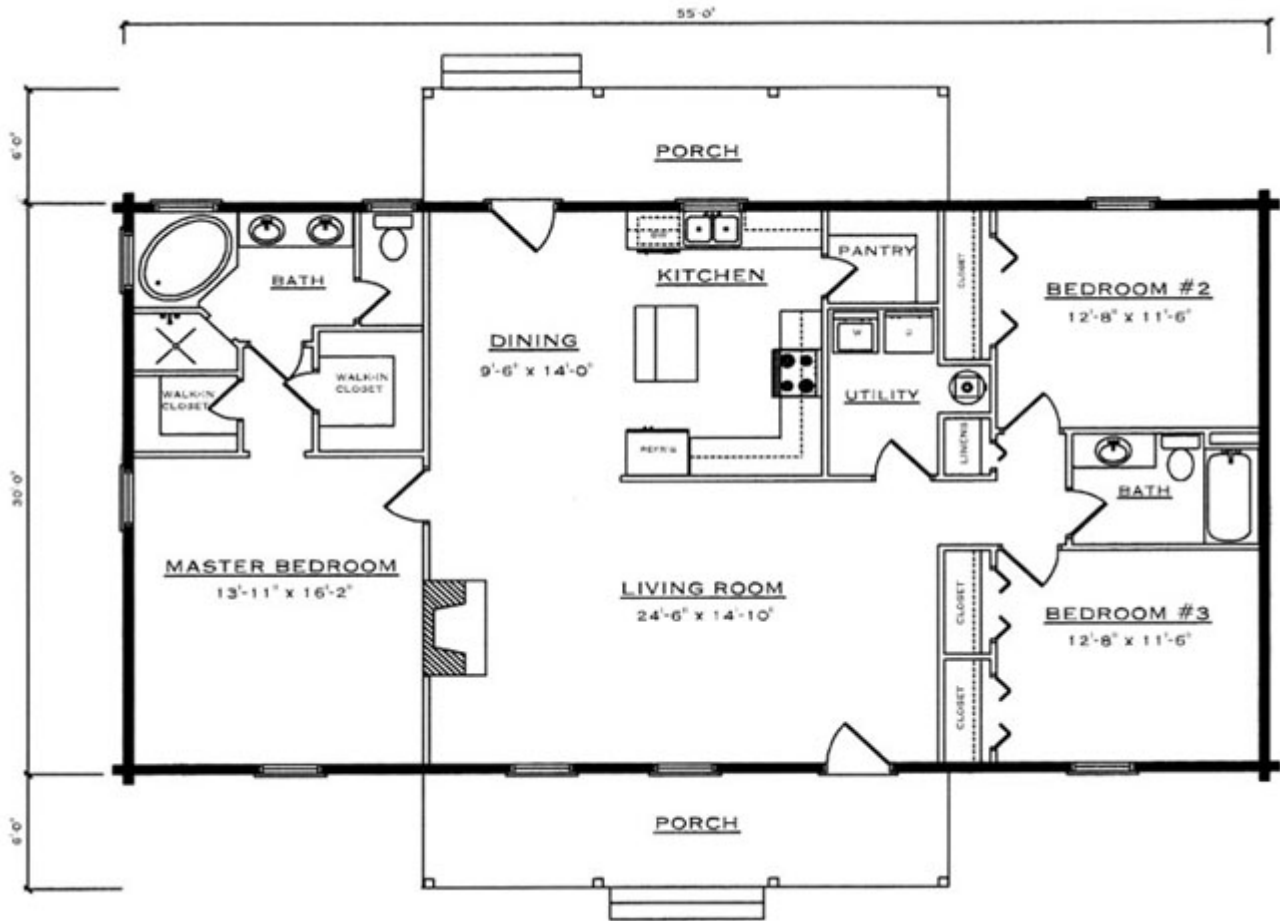 55'-0"
6'-0"
PORCH
BATH
KITCHEN
PANTRY
CLOSET
BEDROOM #2
12'-8" x 11'-6"
DINING
9'-6" x 14'-0"
W
UTILITY
WALK-IN
CLOSET
WALK-IN
CLOSET
REFRIG
LINENS
BATH
30'-0"
MASTER BEDROOM
13'-11" x 16'-2"
LIVING ROOM
24'-6" x 14'-10"
CLOSET
BEDROOM #3
12'-8" x 11'-6"
CLOSET
PORCH
6'-0"